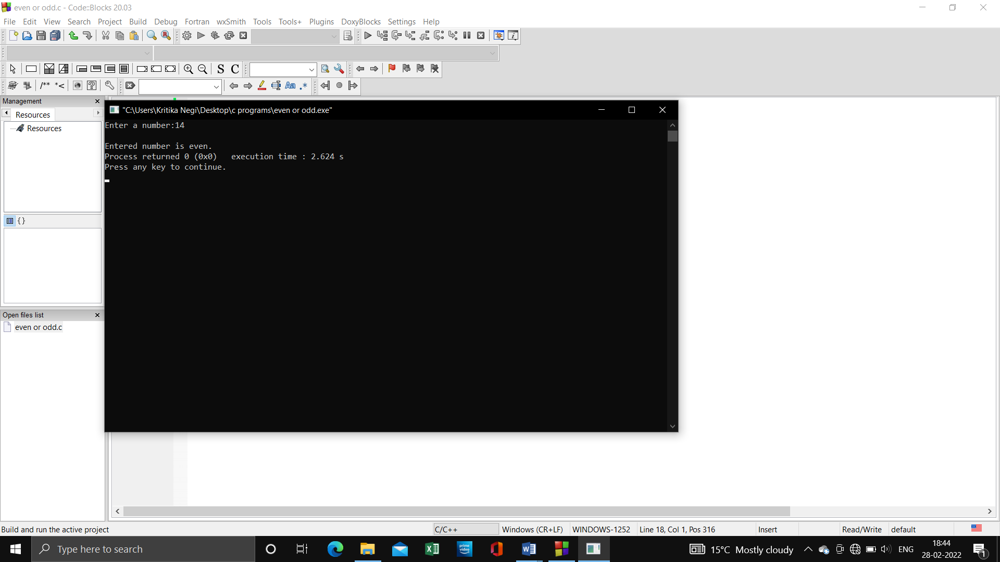 even or odd.c - Code::Blocks 20.03
File Edit View Search Project Build Debug Fortran wxSmith Tools Tools+ Plugins DoxyBlocks Settings Help
S C
/** *<
Aa .*
Management
Resources
Resources
{}
Open files list
even or odd.c
"C:\Users\Kritika Negi\Desktop\c programs\even or odd.exe"
Enter a number:14
Entered number is even.
Process returned 0 (0x0)   execution time : 2.624 s
Press any key to continue.
Build and run the active project
C/C++
Windows (CR+LF)
WINDOWS-1252
Line 18, Col 1, Pos 316
Insert
Read/Write
default
Type here to search
prime video
15°C Mostly cloudy
ENG
18:44
28-02-2022
1